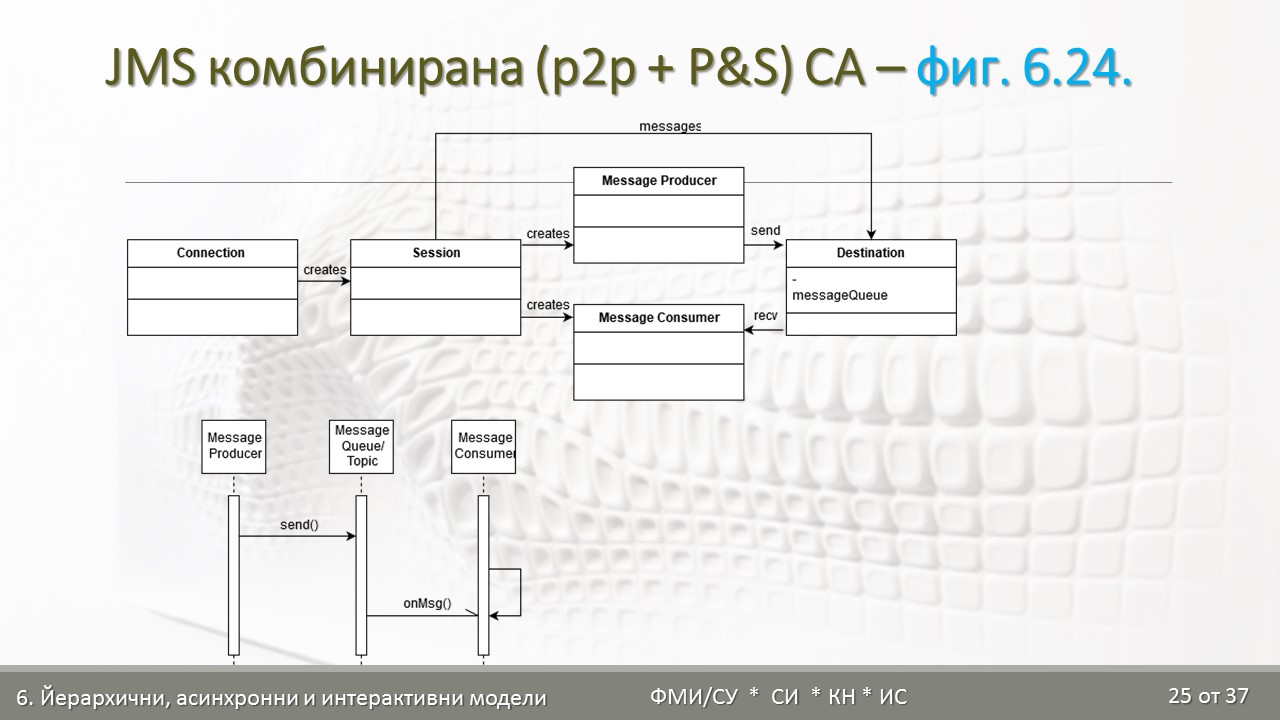 JMS комбинирана (p2p + P&S) СА – фиг. 6.24.
messages
Message Producer
creates
send
Connection
Session
Destination
creates
-
messageQueue
creates
Message Consumer
recv
Message
Producer
Message
Queue/
Topic
Message
Consumer
send()
onMsg()
6. Йерархични, асинхронни и интерактивни модели
ФМИ/СУ * СИ * КН * ИС
25 от 37